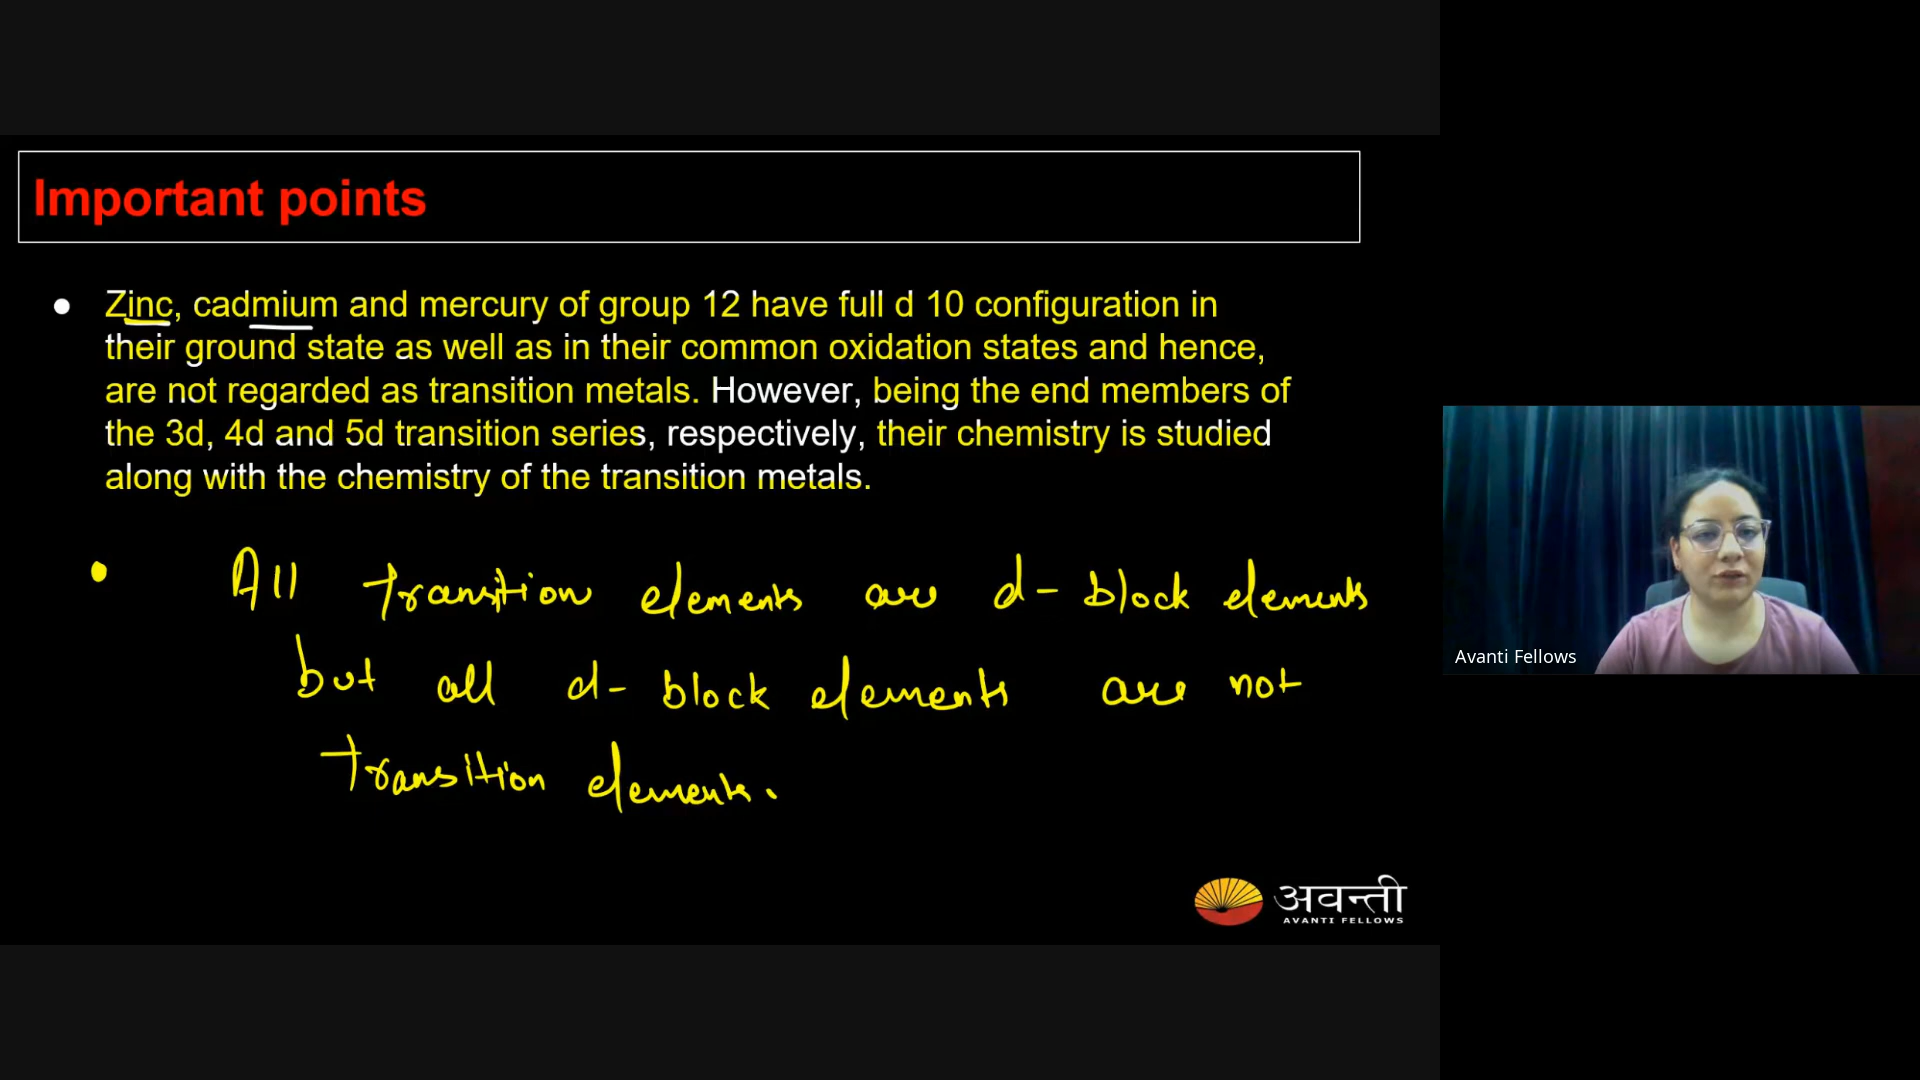 Important points
● Zinc, cadmium and mercury of group 12 have full d 10 configuration in
their ground state as well as in their common oxidation states and hence,
are not regarded as transition metals. However, being the end members of
the 3d, 4d and 5d transition series, respectively, their chemistry is studied
along with the chemistry of the transition metals.
• All transition elements are d-block elements
but all d-block elements are not
transition elements.
Avanti Fellows
अवन्ती
AVANTI FELLOWS